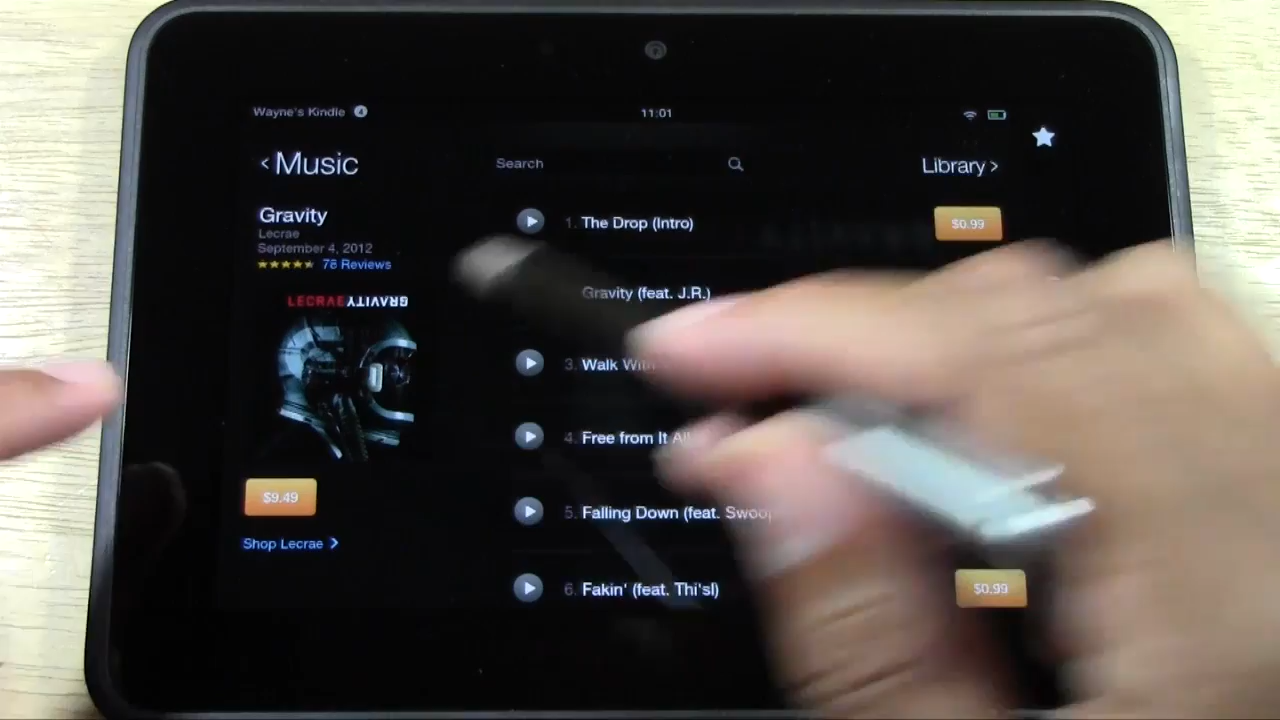 Wayne's Kindle 4
11:01
< Music
Search
Library >
Gravity
Lecrae
September 4, 2012
78 Reviews
LECRAE GRAVITY
$9.49
Shop Lecrae >
1. The Drop (Intro)
$0.99
Gravity (feat. J.R.)
3. Walk With
4. Free from It All
5. Falling Down (feat. Swoop
6. Fakin' (feat. Thi'sl)
$0.99